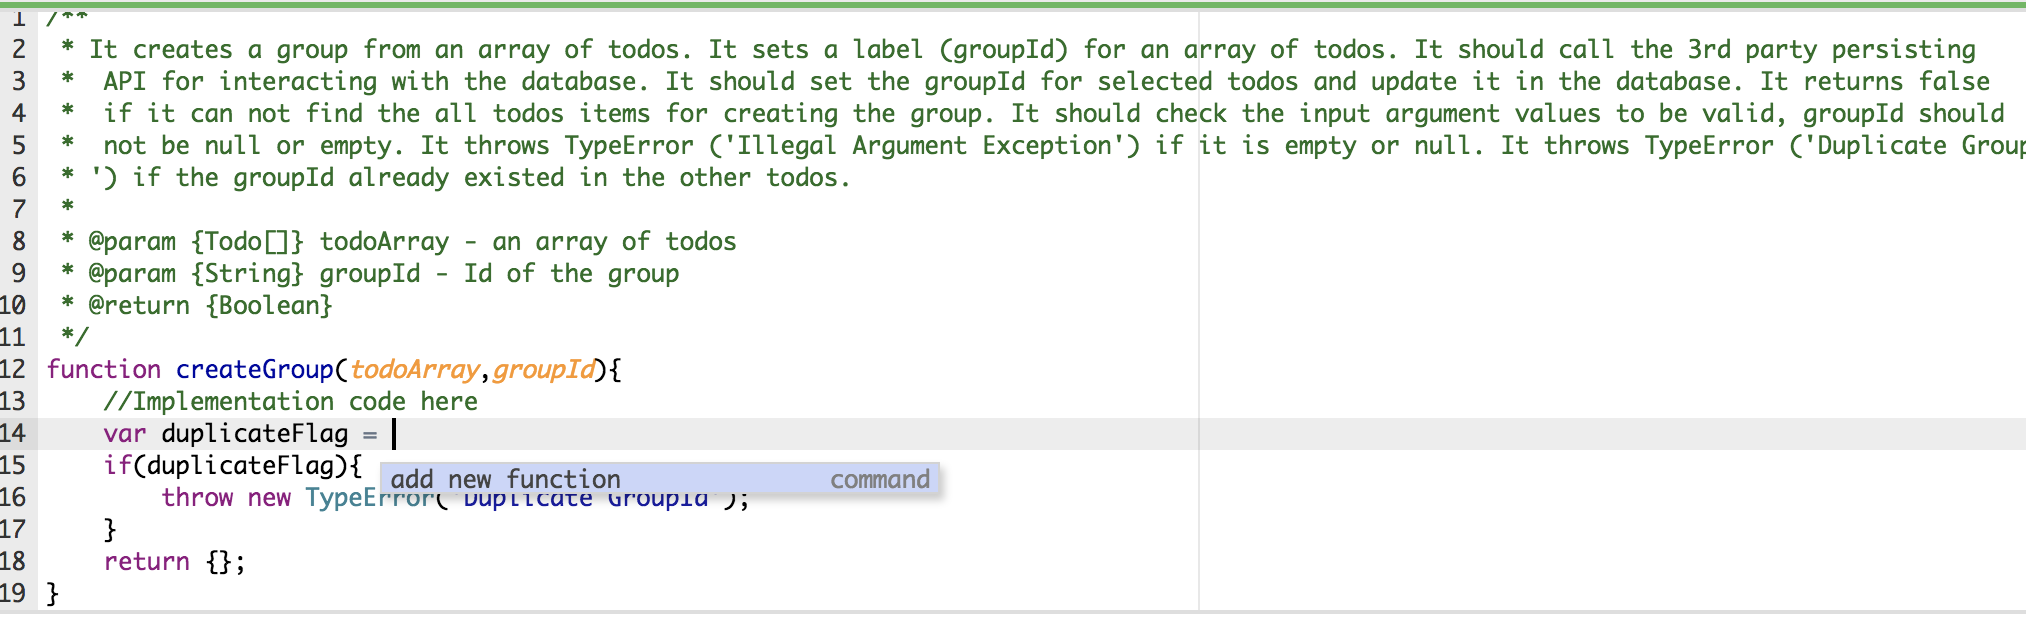 1 /**
2  * It creates a group from an array of todos. It sets a label (groupId) for an array of todos. It should call the 3rd party persisting
3  *  API for interacting with the database. It should set the groupId for selected todos and update it in the database. It returns false
4  *  if it can not find the all todos items for creating the group. It should check the input argument values to be valid, groupId should
5  *  not be null or empty. It throws TypeError ('Illegal Argument Exception') if it is empty or null. It throws TypeError ('Duplicate Group
6  * ') if the groupId already existed in the other todos.
7  *
8  * @param {Todo[]} todoArray - an array of todos
9  * @param {String} groupId - Id of the group
10  * @return {Boolean}
11  */
12 function createGroup(todoArray,groupId){
13     //Implementation code here
14     var duplicateFlag =
15     if(duplicateFlag){
add new function command
16         throw new TypeError('Duplicate GroupId');
17     }
18     return {};
19 }